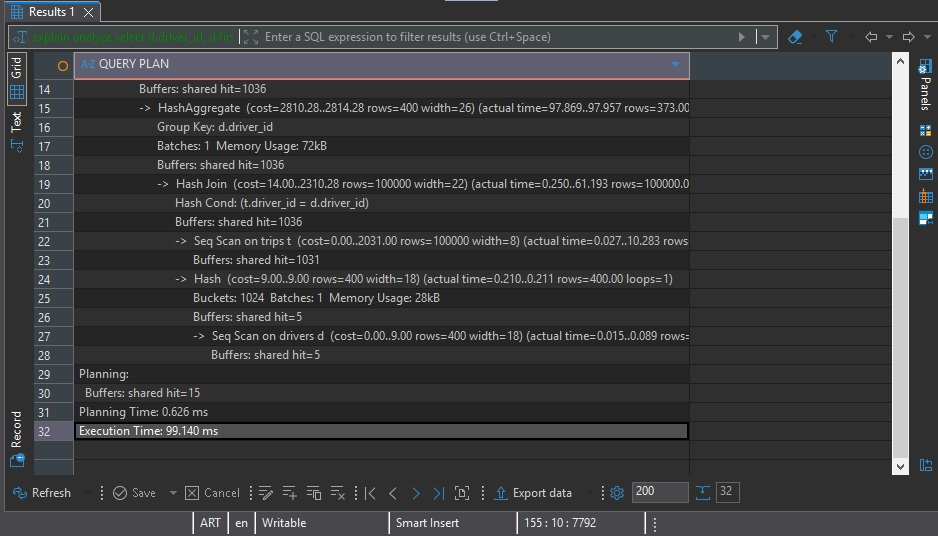 Results 1
explain analyze select d.driver_id, d.firs
Enter a SQL expression to filter results (use Ctrl+Space)
Grid
Text
Record
Panels
A-Z QUERY PLAN
14 Buffers: shared hit=1036
15 -> HashAggregate (cost=2810.28..2814.28 rows=400 width=26) (actual time=97.869..97.957 rows=373.00
16 Group Key: d.driver_id
17 Batches: 1 Memory Usage: 72kB
18 Buffers: shared hit=1036
19 -> Hash Join (cost=14.00..2310.28 rows=100000 width=22) (actual time=0.250..61.193 rows=100000.0
20 Hash Cond: (t.driver_id = d.driver_id)
21 Buffers: shared hit=1036
22 -> Seq Scan on trips t (cost=0.00..2031.00 rows=100000 width=8) (actual time=0.027..10.283 rows
23 Buffers: shared hit=1031
24 -> Hash (cost=9.00..9.00 rows=400 width=18) (actual time=0.210..0.211 rows=400.00 loops=1)
25 Buckets: 1024 Batches: 1 Memory Usage: 28kB
26 Buffers: shared hit=5
27 -> Seq Scan on drivers d (cost=0.00..9.00 rows=400 width=18) (actual time=0.015..0.089 rows=
28 Buffers: shared hit=5
29 Planning:
30 Buffers: shared hit=15
31 Planning Time: 0.626 ms
32 Execution Time: 99.140 ms
Refresh Save Cancel Export data 200 32
ART en Writable Smart Insert 155 : 10 : 7792